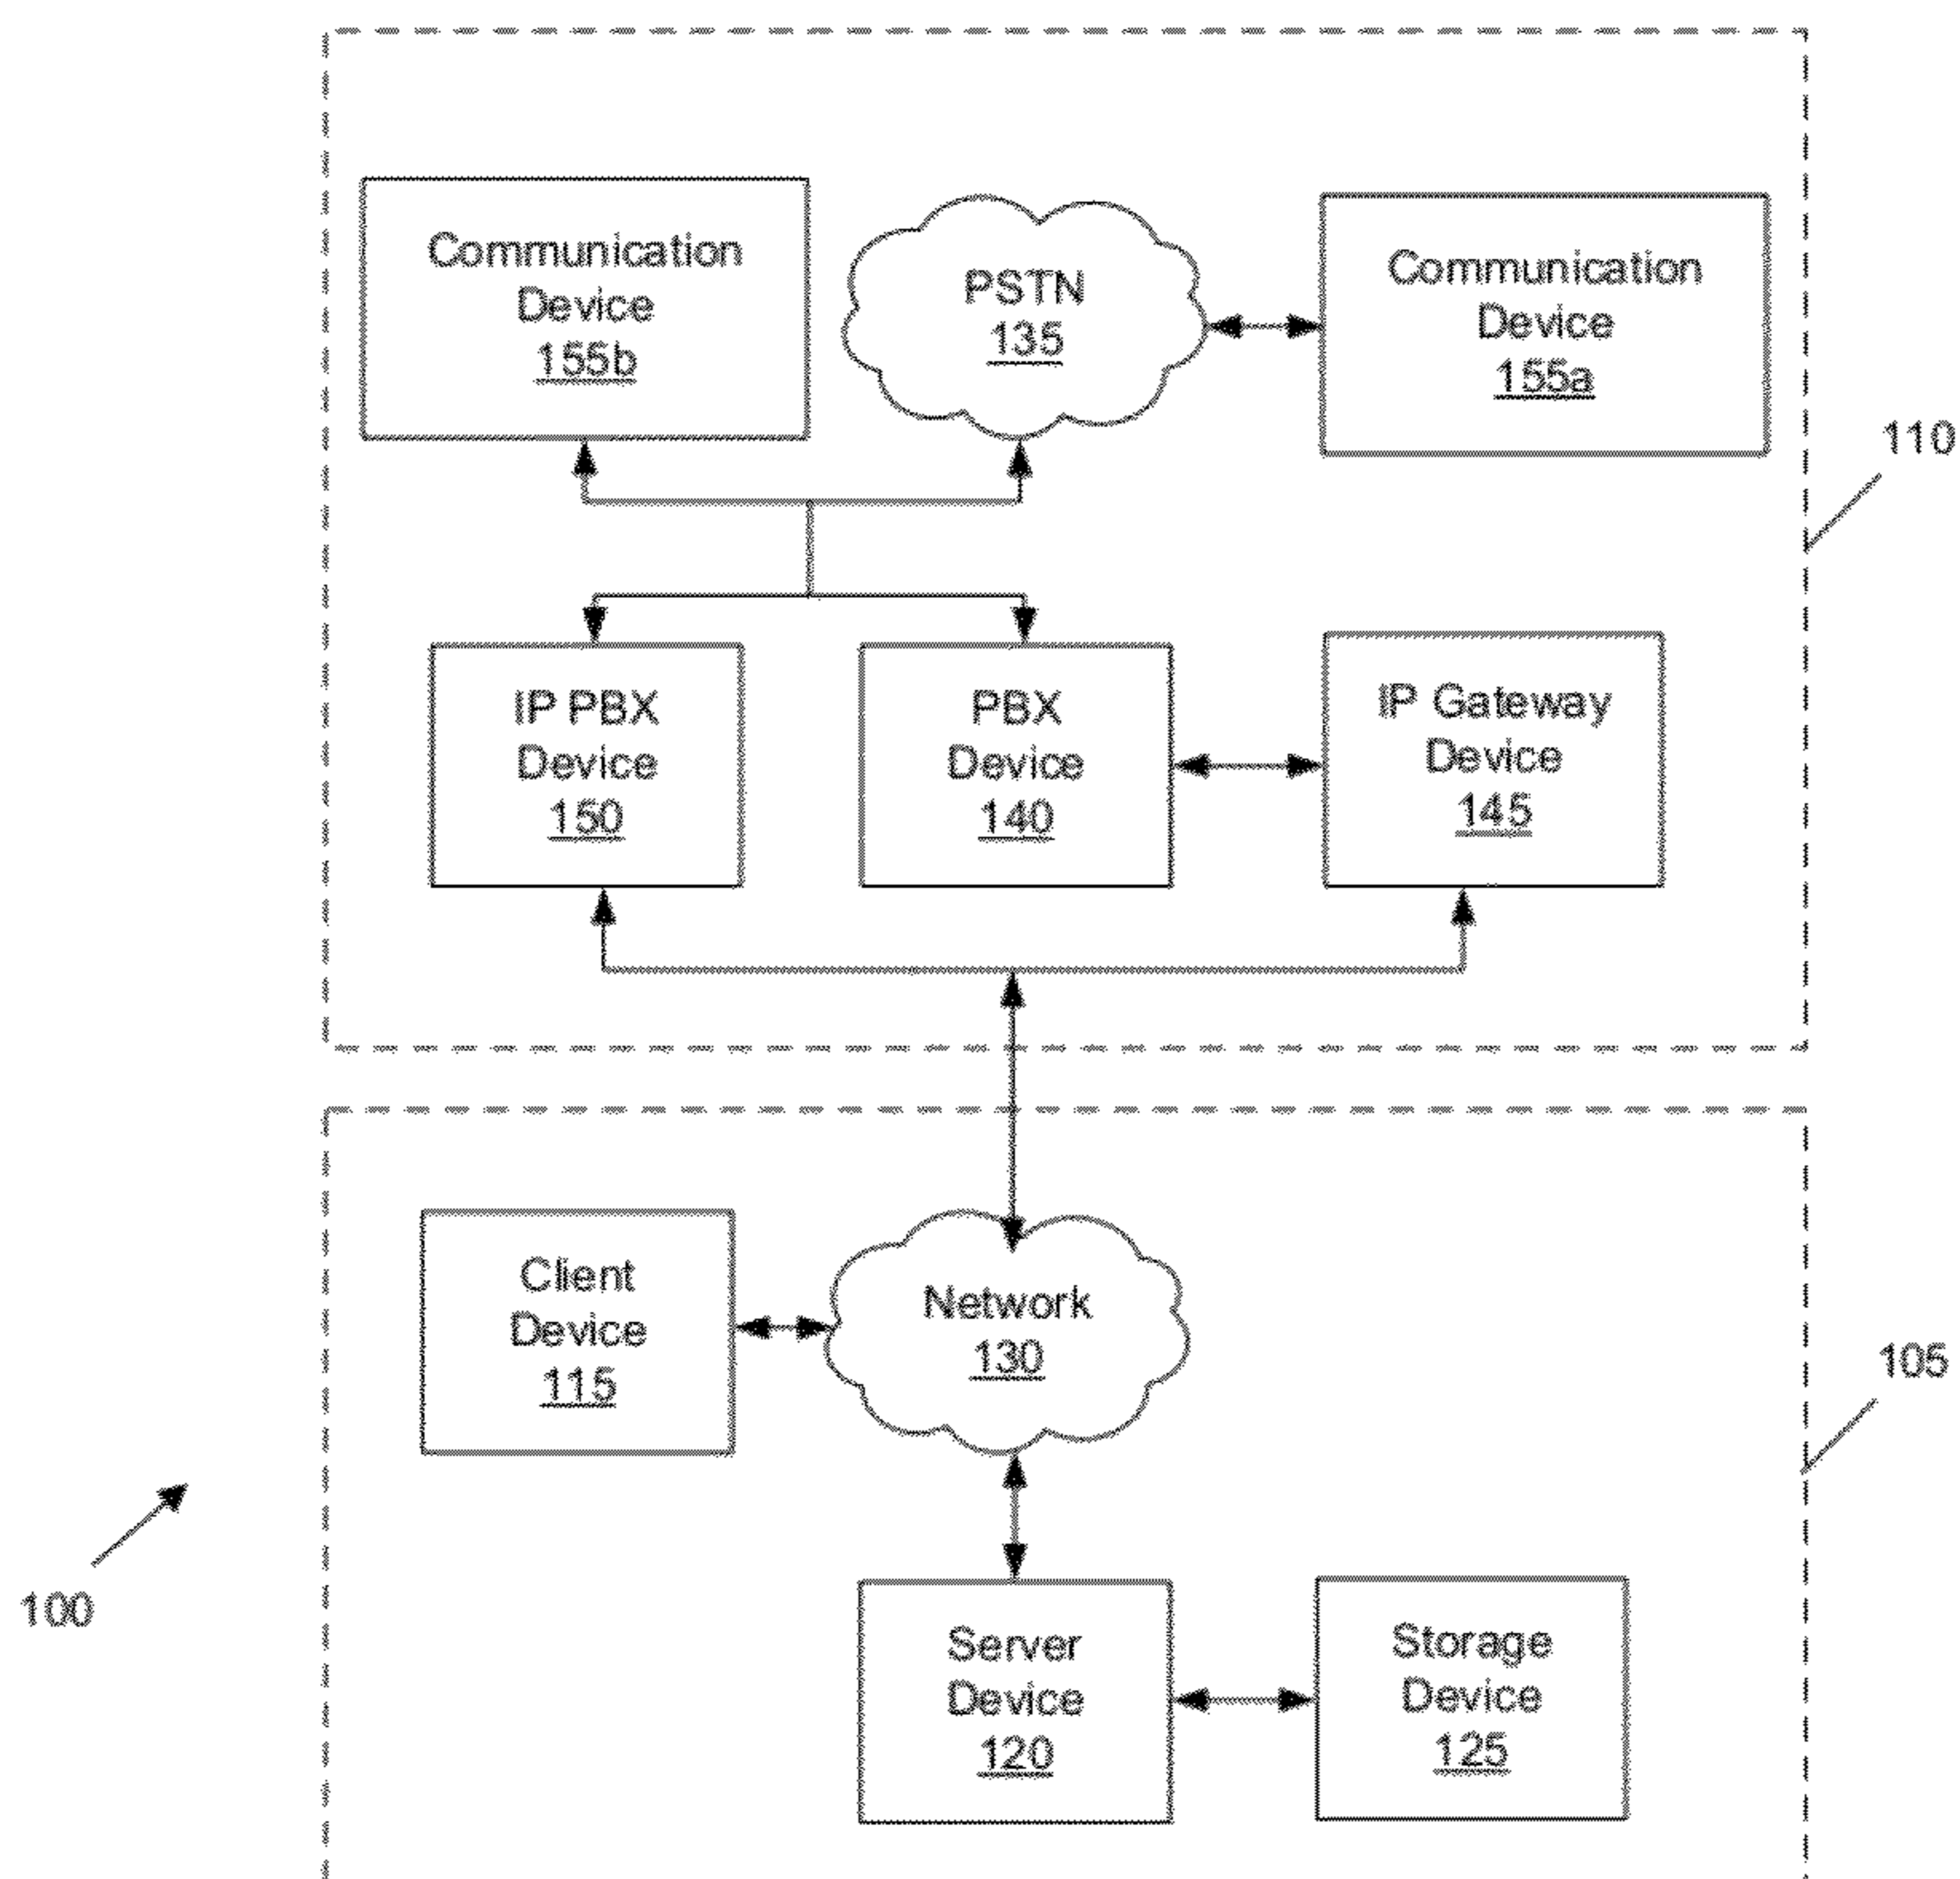 Communication
Device
155b
PSTN
135
Communication
Device
155a
110
IP PBX
Device
150
PBX
Device
140
IP Gateway
Device
145
Client
Device
115
Network
130
105
100
Server
Device
120
Storage
Device
125